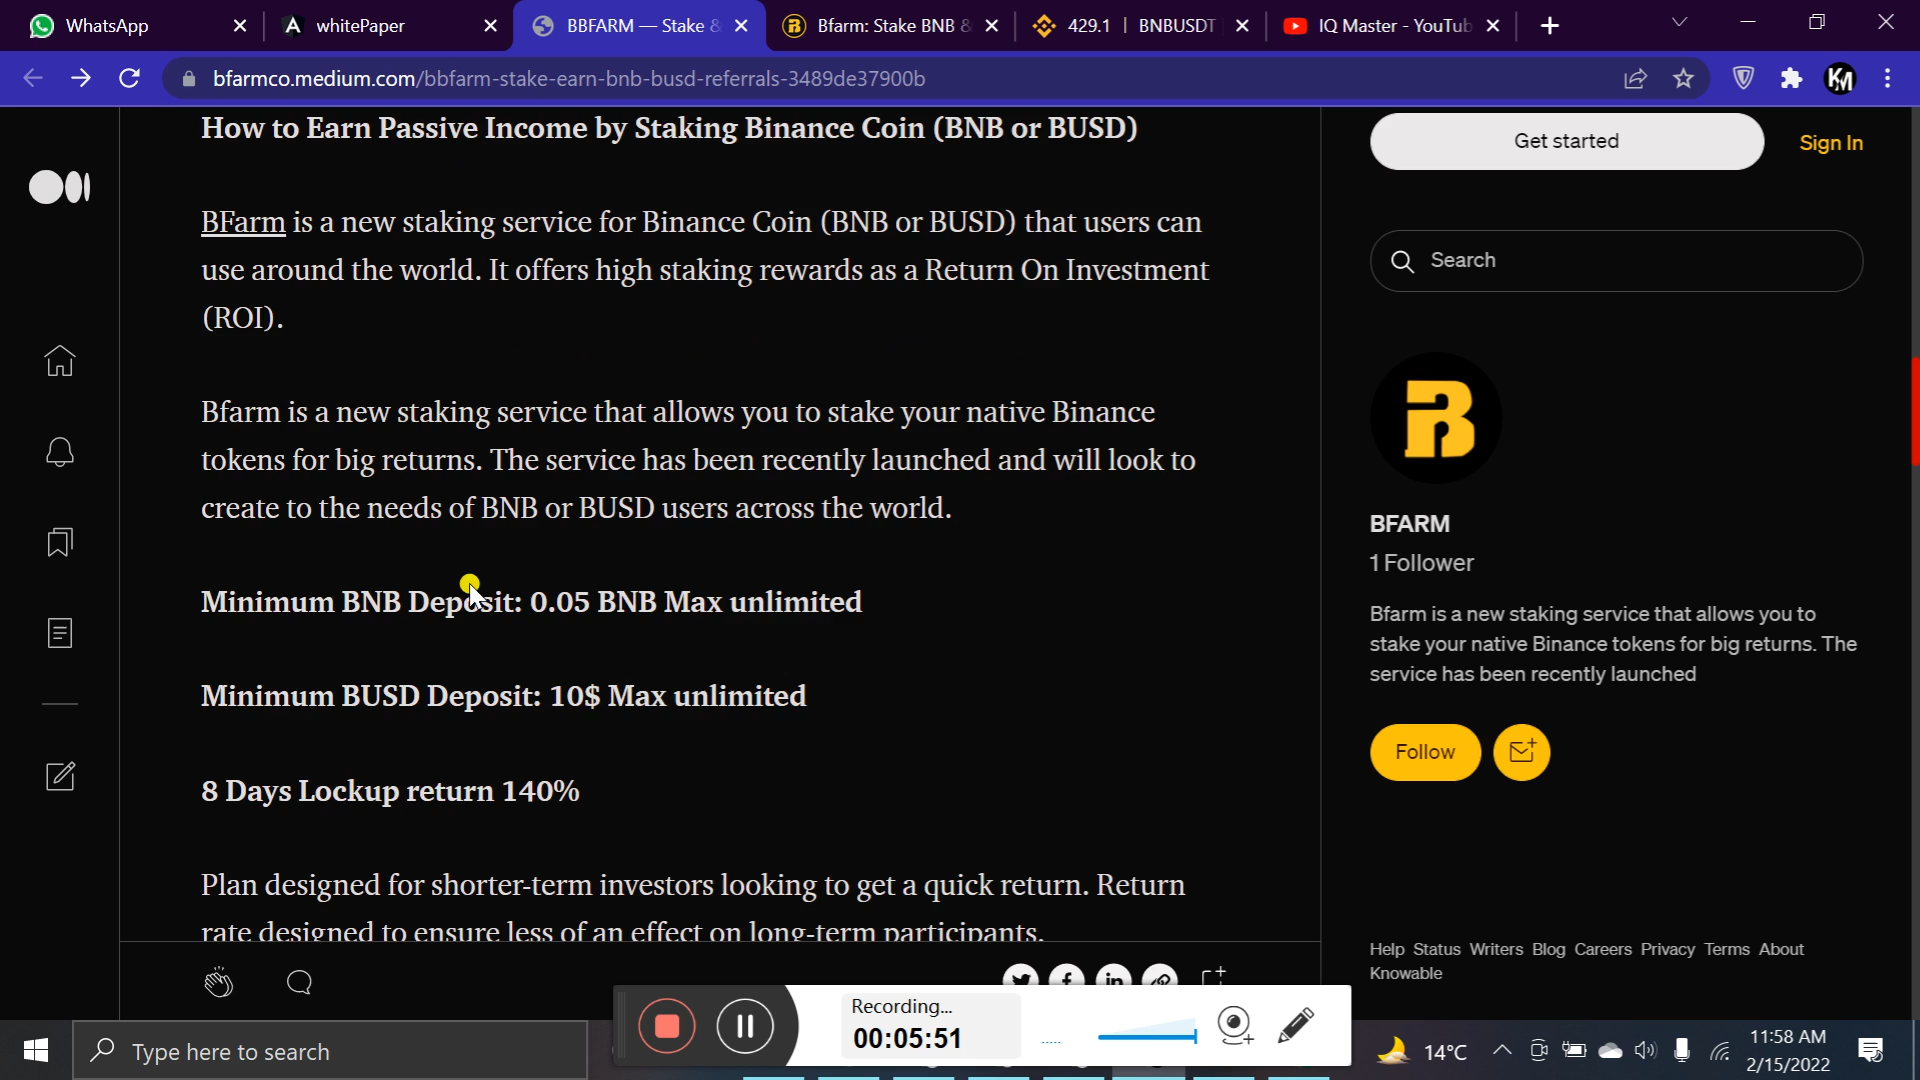 WhatsApp
whitePaper
BBFARM — Stake &
Bfarm: Stake BNB &
429.1 | BNBUSDT
IQ Master - YouTub
bfarmco.medium.com/bbfarm-stake-earn-bnb-busd-referrals-3489de37900b
KM
How to Earn Passive Income by Staking Binance Coin (BNB or BUSD)
BFarm is a new staking service for Binance Coin (BNB or BUSD) that users can
use around the world. It offers high staking rewards as a Return On Investment
(ROI).
Bfarm is a new staking service that allows you to stake your native Binance
tokens for big returns. The service has been recently launched and will look to
create to the needs of BNB or BUSD users across the world.
Minimum BNB Deposit: 0.05 BNB Max unlimited
Minimum BUSD Deposit: 10$ Max unlimited
8 Days Lockup return 140%
Plan designed for shorter-term investors looking to get a quick return. Return
rate designed to ensure less of an effect on long-term participants.
Get started
Sign In
Search
B
BFARM
1 Follower
Bfarm is a new staking service that allows you to
stake your native Binance tokens for big returns. The
service has been recently launched
Follow
Help Status Writers Blog Careers Privacy Terms About
Knowable
Recording...
00:05:51
Type here to search
14°C
11:58 AM
2/15/2022